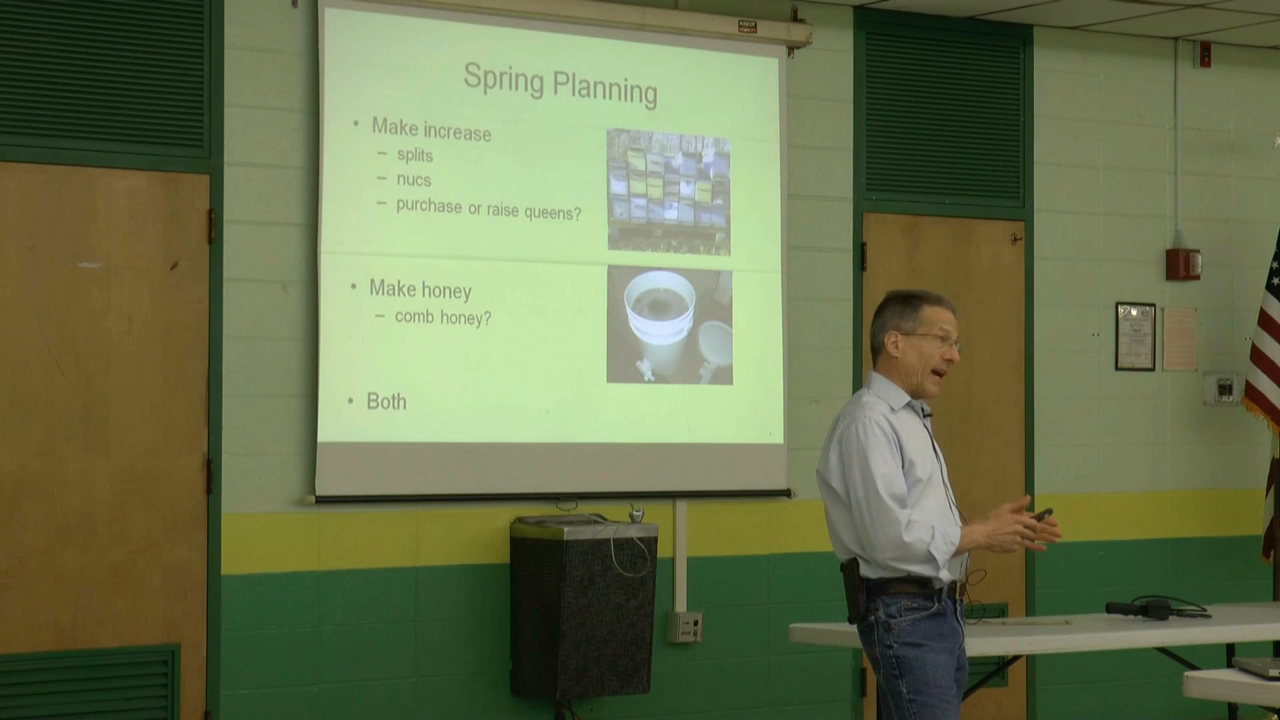 Spring Planning
• Make increase
– splits
– nucs
– purchase or raise queens?
• Make honey
– comb honey?
• Both